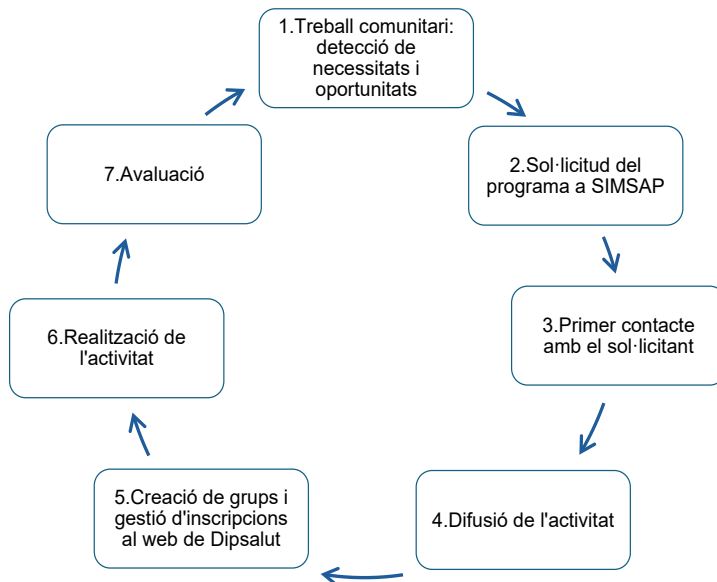 1.Treball comunitari:
detecció de
necessitats i
oportunitats
2.Sol·licitud del
programa a SIMSAP
3.Primer contacte
amb el sol·licitant
4.Difusió de l'activitat
5.Creació de grups i
gestió d'inscripcions
al web de Dipsalut
6.Realització de
l'activitat
7.Avaluació